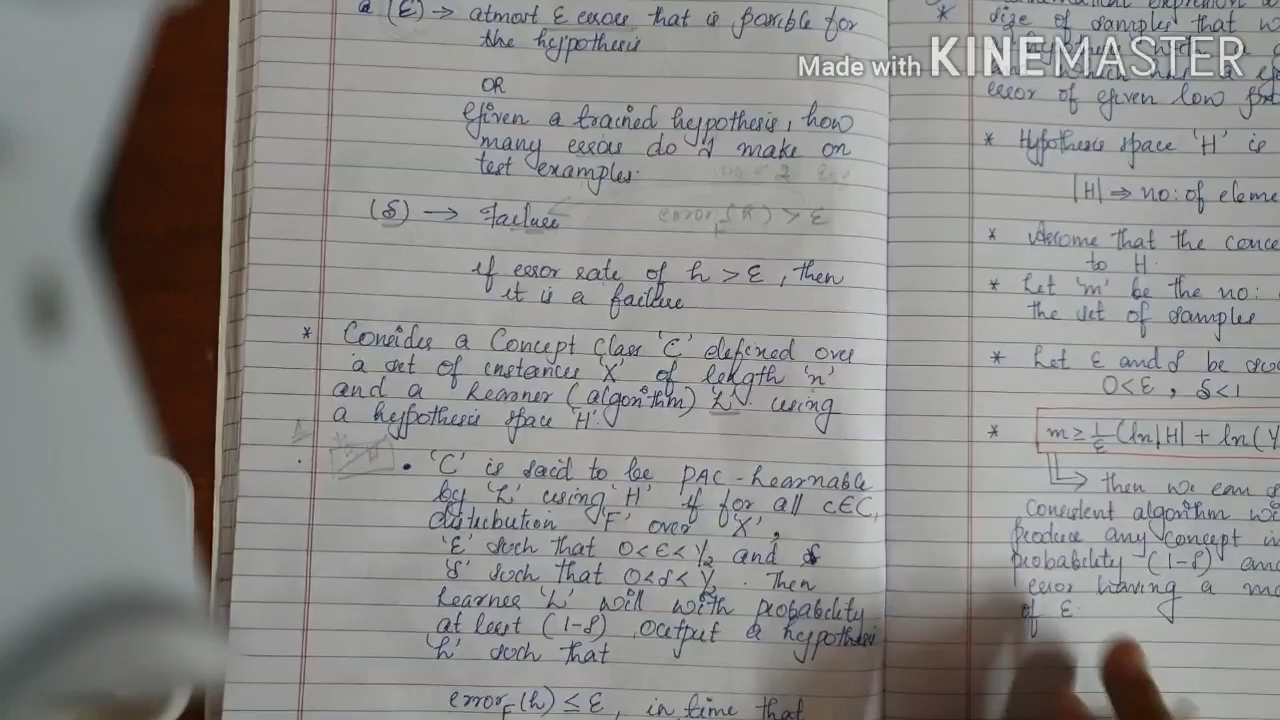 (ε) → atmost ε errors that is possible for
the hypothesis
OR
Given a trained hypothesis, how
many errors do I make on
test examples.
(δ) → Failure
if error rate of h > ε, then
it is a failure
* Consider a Concept Class 'C' defined over
a set of instances 'X' of length 'n'
and a Learner (algorithm) 'L' using
a hypothesis space 'H'.
• 'C' is said to be PAC-Learnable
by 'L' using 'H' if for all c∈C,
distribution 'F' over 'X',
'ε' such that 0<ε<1/2 and
'δ' such that 0<δ<1/2. Then
Learner 'L' will with probability
at least (1-δ) output a hypothesis
'h' such that
error_F(h) ≤ ε, in time that
Made with KINEMASTER
* size of samples that
error of given low
* Hypothesis space 'H' is
|H| ⇒ no: of
* Assume that the
to H.
* Let 'm' be the no:
the set of samples
* Let ε and δ be
0<ε, δ<1
* m ≥ 1/ε (ln|H| + ln(
↳ then we can
Consistent algorithm
produce any concept
probability (1-δ)
error having a
of ε.